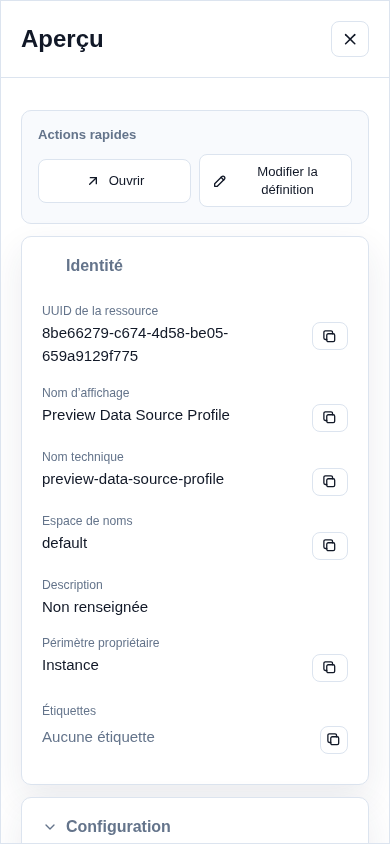 Aperçu
Actions rapides
Ouvrir
Modifier la
définition
Identité
UUID de la ressource
8be66279-c674-4d58-be05-
659a9129f775
Nom d’affichage
Preview Data Source Profile
Nom technique
preview-data-source-profile
Espace de noms
default
Description
Non renseignée
Périmètre propriétaire
Instance
Étiquettes
Aucune étiquette
Configuration